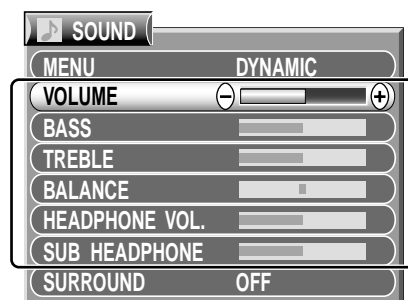 SOUND
MENU DYNAMIC
VOLUME
BASS
TREBLE
BALANCE
HEADPHONE VOL.
SUB HEADPHONE
SURROUND OFF